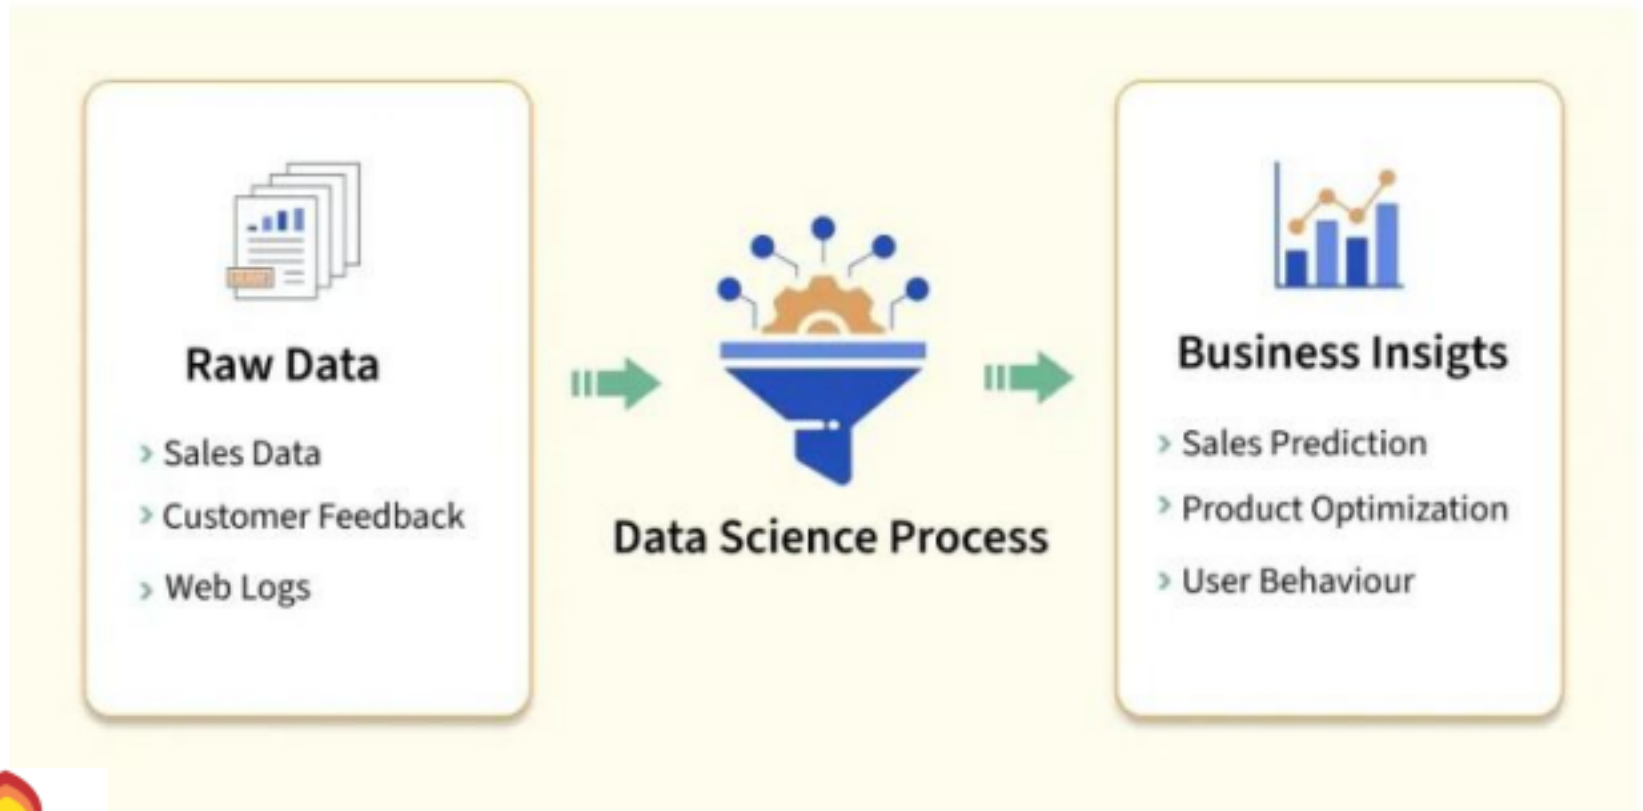 Raw Data
› Sales Data
› Customer Feedback
› Web Logs
Data Science Process
Business Insigts
› Sales Prediction
› Product Optimization
› User Behaviour